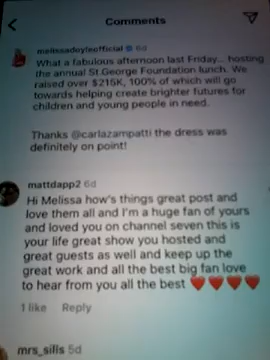 Comments
melissadoyleofficial 6d
What a fabulous afternoon last Friday... hosting
the annual St.George Foundation lunch. We
raised over $215K, 100% of which will go
towards helping create brighter futures for
children and young people in need.
Thanks @carlazampatti the dress was
definitely on point!
mattdapp2 6d
Hi Melissa how's things great post and
love them all and I'm a huge fan of yours
and loved you on channel seven this is
your life great show you hosted and
great guests as well and keep up the
great work and all the best big fan love
to hear from you all the best ❤️❤️❤️❤️
1 like Reply
mrs_sills 5d